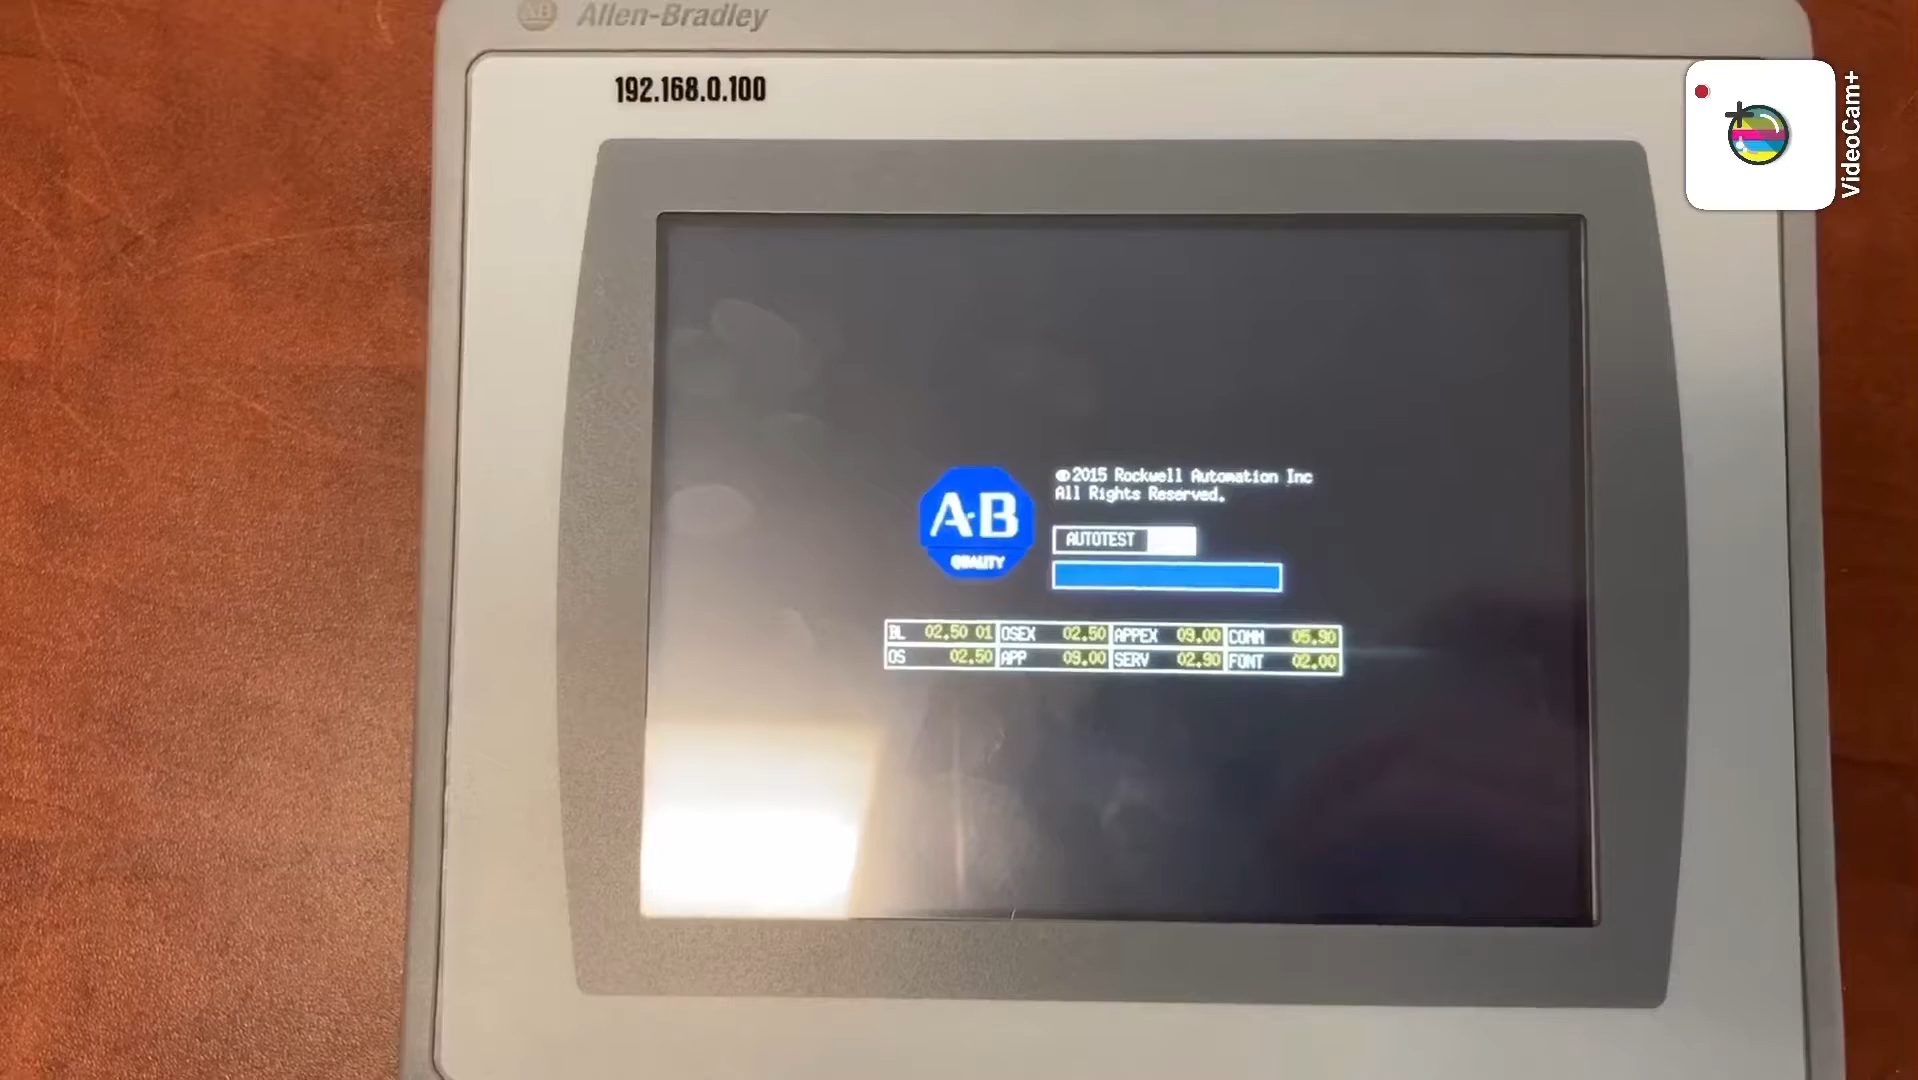 AB Allen-Bradley
192.168.0.100
VideoCam+
©2015 Rockwell Automation Inc
All Rights Reserved.
A·B
QUALITY
AUTOTEST
BL 02.50 01 OSEX 02.50 APPEX 09.00 COMM 05.90
OS 02.50 APP 09.00 SERV 02.90 FONT 02.00